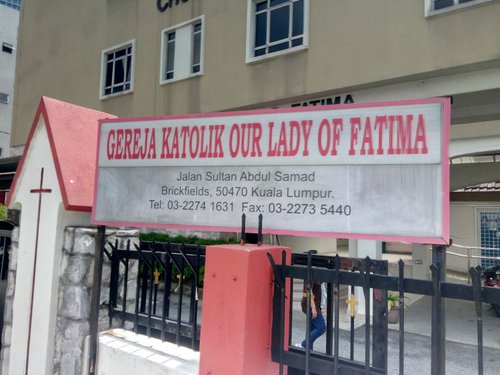 FATIMA
GEREJA KATOLIK OUR LADY OF FATIMA
Jalan Sultan Abdul Samad
Brickfields, 50470 Kuala Lumpur.
Tel: 03-2274 1631 Fax: 03-2273 5440